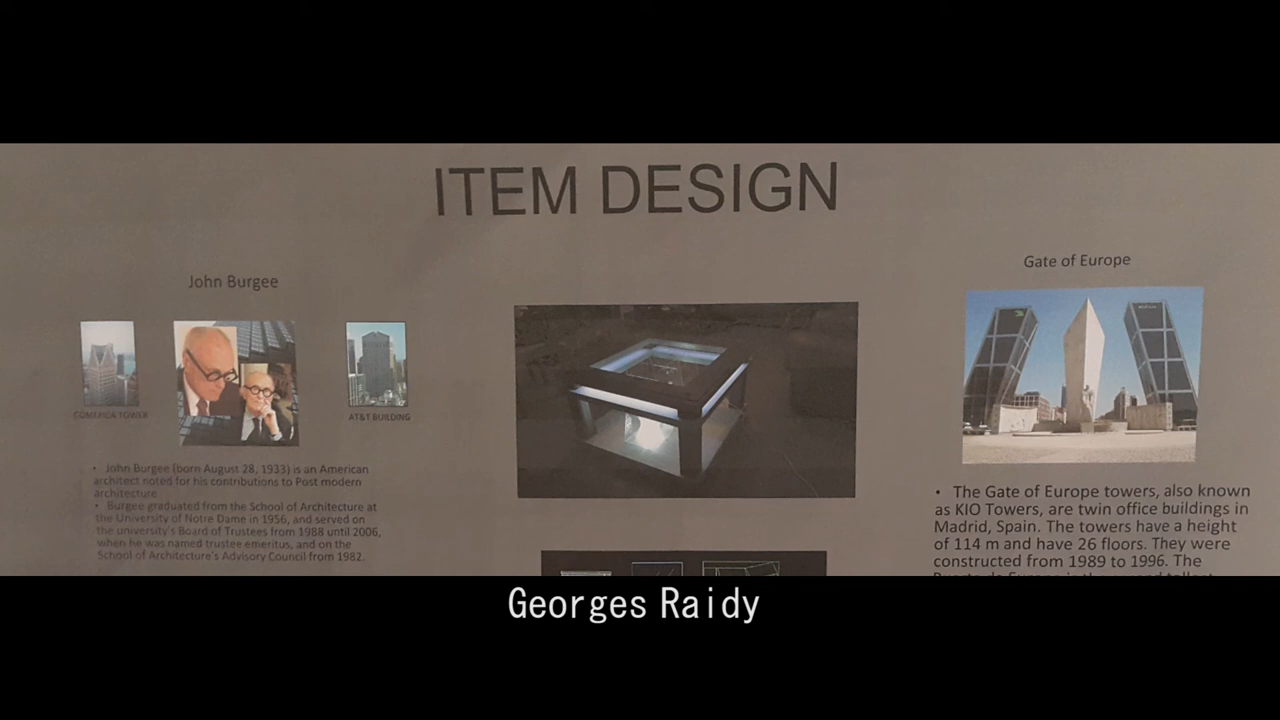 ITEM DESIGN
John Burgee
COMERICA TOWER
AT&T BUILDING
• John Burgee (born August 28, 1933) is an American
architect noted for his contributions to Post modern
architecture
• Burgee graduated from the School of Architecture at
the University of Notre Dame in 1956, and served on
the university's Board of Trustees from 1988 until 2006,
when he was named trustee emeritus, and on the
School of Architecture's Advisory Council from 1982.
Gate of Europe
• The Gate of Europe towers, also known
as KIO Towers, are twin office buildings in
Madrid, Spain. The towers have a height
of 114 m and have 26 floors. They were
constructed from 1989 to 1996. The
Georges Raidy